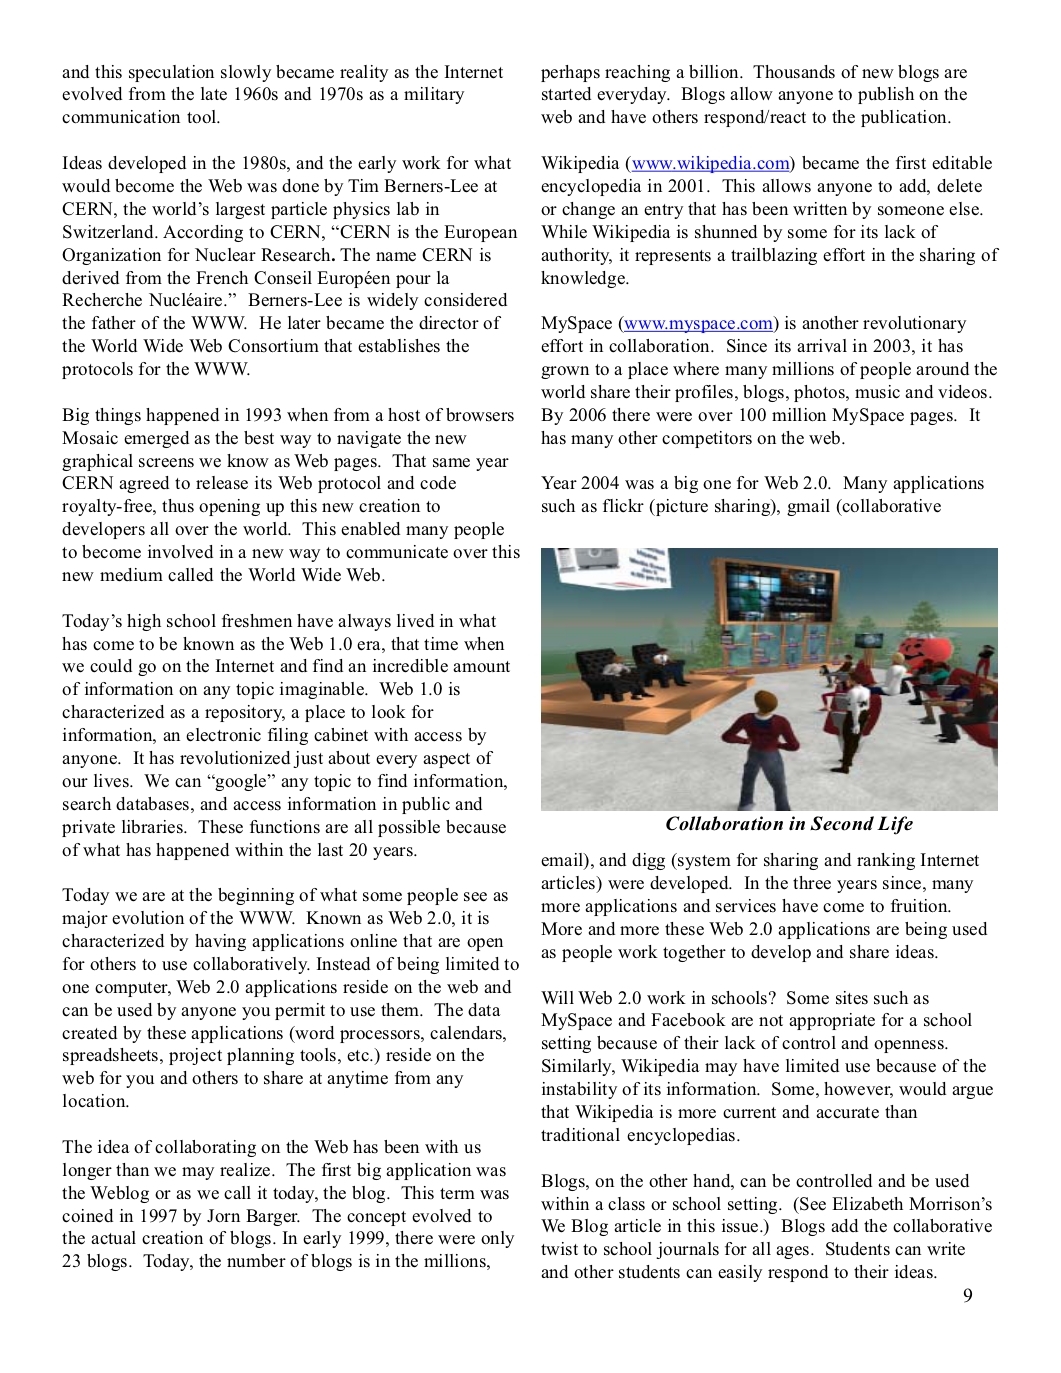 and this speculation slowly became reality as the Internet
evolved from the late 1960s and 1970s as a military
communication tool.
Ideas developed in the 1980s, and the early work for what
would become the Web was done by Tim Berners-Lee at
CERN, the world’s largest particle physics lab in
Switzerland. According to CERN, “CERN is the European
Organization for Nuclear Research. The name CERN is
derived from the French Conseil Européen pour la
Recherche Nucléaire.”  Berners-Lee is widely considered
the father of the WWW.  He later became the director of
the World Wide Web Consortium that establishes the
protocols for the WWW.
Big things happened in 1993 when from a host of browsers
Mosaic emerged as the best way to navigate the new
graphical screens we know as Web pages.  That same year
CERN agreed to release its Web protocol and code
royalty-free, thus opening up this new creation to
developers all over the world.  This enabled many people
to become involved in a new way to communicate over this
new medium called the World Wide Web.
Today’s high school freshmen have always lived in what
has come to be known as the Web 1.0 era, that time when
we could go on the Internet and find an incredible amount
of information on any topic imaginable.  Web 1.0 is
characterized as a repository, a place to look for
information, an electronic filing cabinet with access by
anyone.  It has revolutionized just about every aspect of
our lives.  We can “google” any topic to find information,
search databases, and access information in public and
private libraries.  These functions are all possible because
of what has happened within the last 20 years.
Today we are at the beginning of what some people see as
major evolution of the WWW.  Known as Web 2.0, it is
characterized by having applications online that are open
for others to use collaboratively. Instead of being limited to
one computer, Web 2.0 applications reside on the web and
can be used by anyone you permit to use them.  The data
created by these applications (word processors, calendars,
spreadsheets, project planning tools, etc.) reside on the
web for you and others to share at anytime from any
location.
The idea of collaborating on the Web has been with us
longer than we may realize.  The first big application was
the Weblog or as we call it today, the blog.  This term was
coined in 1997 by Jorn Barger.  The concept evolved to
the actual creation of blogs. In early 1999, there were only
23 blogs.  Today, the number of blogs is in the millions,
perhaps reaching a billion.  Thousands of new blogs are
started everyday.  Blogs allow anyone to publish on the
web and have others respond/react to the publication.
Wikipedia (www.wikipedia.com) became the first editable
encyclopedia in 2001.  This allows anyone to add, delete
or change an entry that has been written by someone else.
While Wikipedia is shunned by some for its lack of
authority, it represents a trailblazing effort in the sharing of
knowledge.
MySpace (www.myspace.com) is another revolutionary
effort in collaboration.  Since its arrival in 2003, it has
grown to a place where many millions of people around the
world share their profiles, blogs, photos, music and videos.
By 2006 there were over 100 million MySpace pages.  It
has many other competitors on the web.
Year 2004 was a big one for Web 2.0.  Many applications
such as flickr (picture sharing), gmail (collaborative
Collaboration in Second Life
email), and digg (system for sharing and ranking Internet
articles) were developed.  In the three years since, many
more applications and services have come to fruition.
More and more these Web 2.0 applications are being used
as people work together to develop and share ideas.
Will Web 2.0 work in schools?  Some sites such as
MySpace and Facebook are not appropriate for a school
setting because of their lack of control and openness.
Similarly, Wikipedia may have limited use because of the
instability of its information.  Some, however, would argue
that Wikipedia is more current and accurate than
traditional encyclopedias.
Blogs, on the other hand, can be controlled and be used
within a class or school setting.  (See Elizabeth Morrison’s
We Blog article in this issue.)  Blogs add the collaborative
twist to school journals for all ages.  Students can write
and other students can easily respond to their ideas.
9